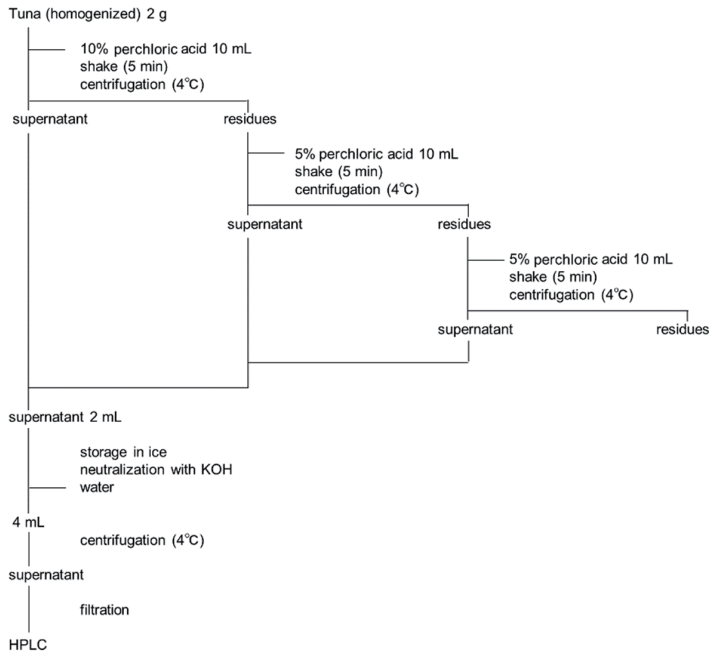 Tuna (homogenized) 2 g
10% perchloric acid 10 mL
shake (5 min)
centrifugation (4℃)
supernatant
residues
5% perchloric acid 10 mL
shake (5 min)
centrifugation (4℃)
supernatant
residues
5% perchloric acid 10 mL
shake (5 min)
centrifugation (4℃)
supernatant
residues
supernatant 2 mL
storage in ice
neutralization with KOH
water
4 mL
centrifugation (4℃)
supernatant
filtration
HPLC